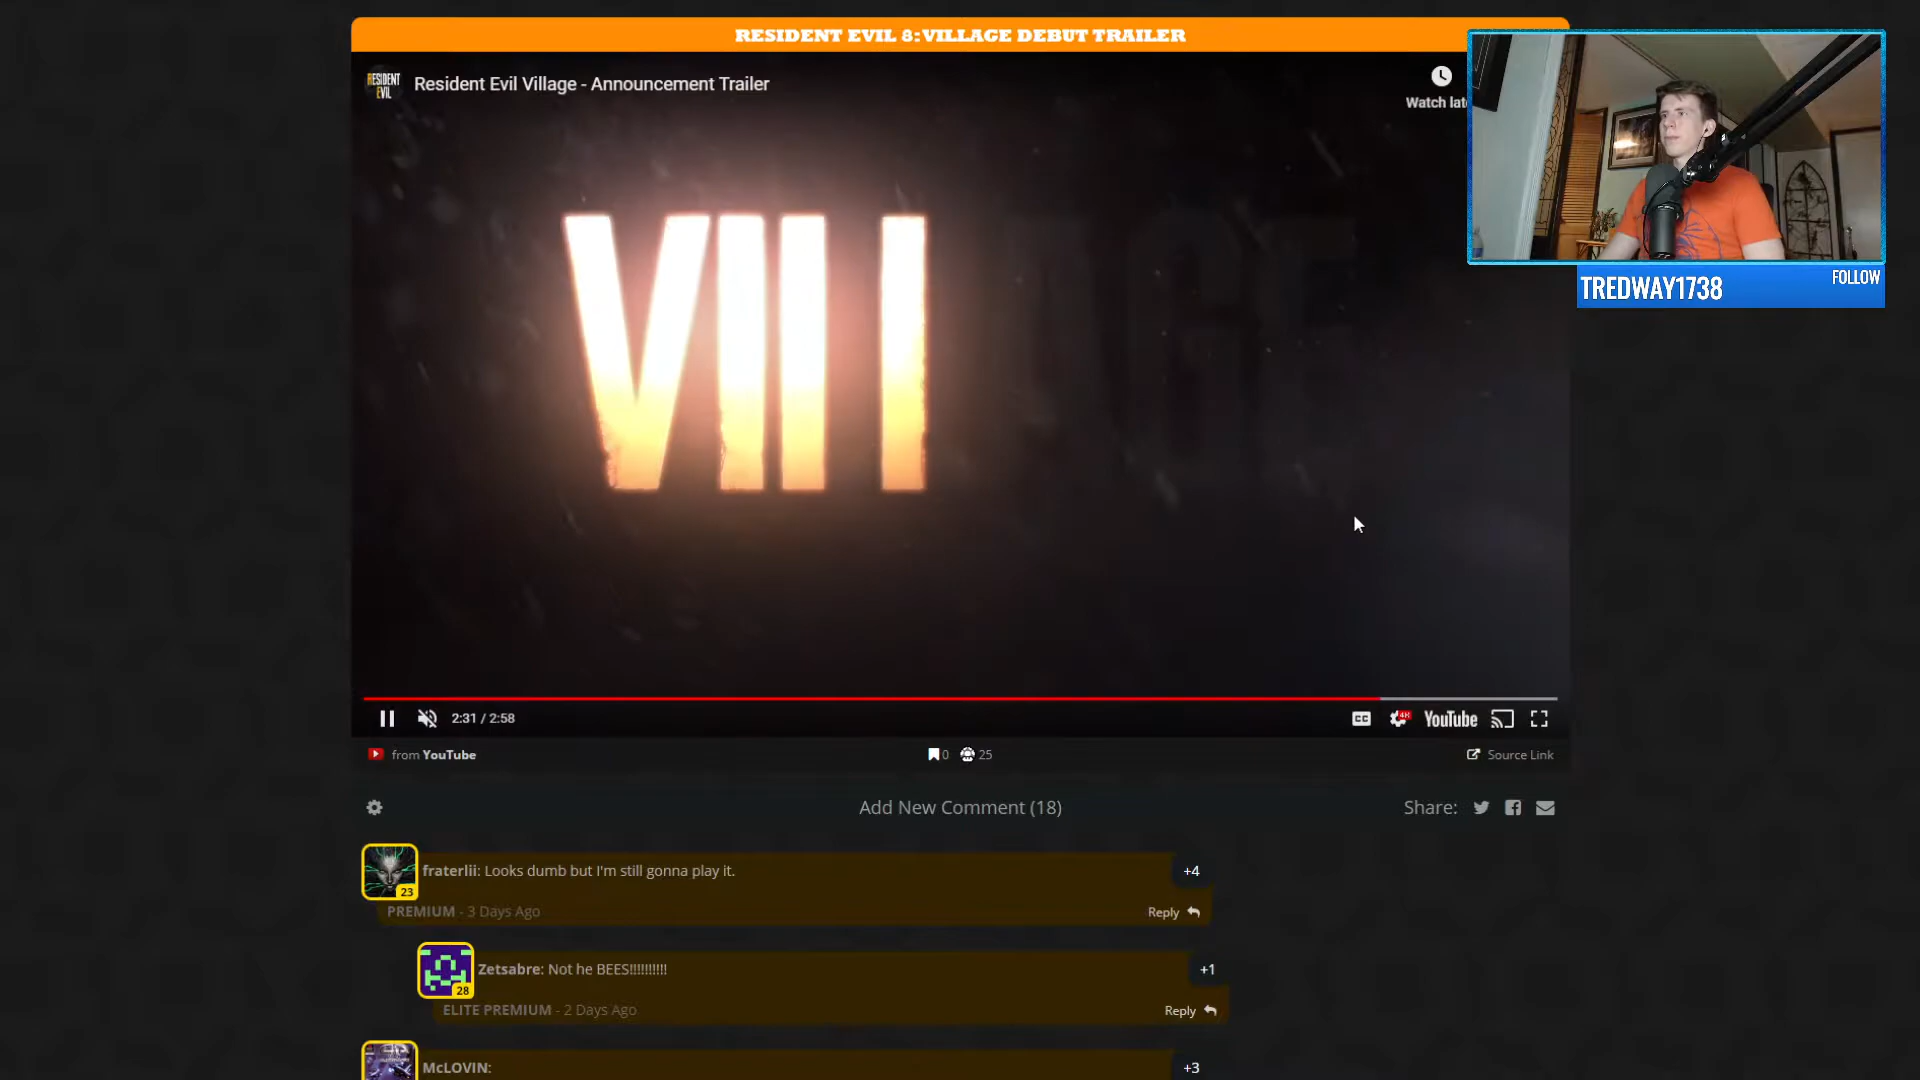 RESIDENT EVIL 8: VILLAGE DEBUT TRAILER
RESIDENT EVIL
Resident Evil Village - Announcement Trailer
Watch lat
VILLAGE
TREDWAY1738
FOLLOW
2:31 / 2:58
CC
4K
YouTube
from YouTube
0
25
Source Link
Add New Comment (18)
Share:
fraterlii: Looks dumb but I'm still gonna play it.
+4
23
PREMIUM - 3 Days Ago
Reply
Zetsabre: Not he BEES!!!!!!!!!!
+1
28
ELITE PREMIUM - 2 Days Ago
Reply
McLOVIN:
+3